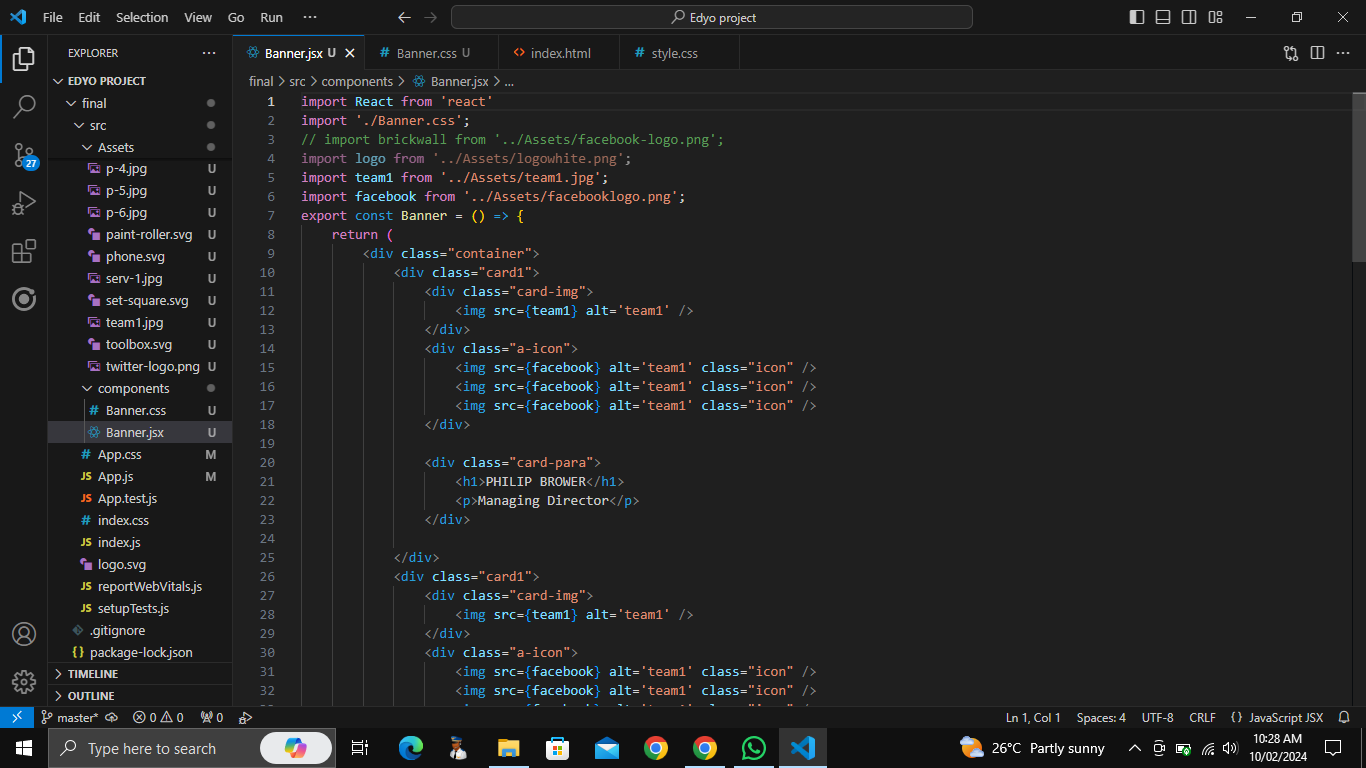 File Edit Selection View Go Run ···
Edyo project
EXPLORER ···
EDYO PROJECT
final
src
Assets
p-4.jpg U
p-5.jpg U
p-6.jpg U
paint-roller.svg U
phone.svg U
serv-1.jpg U
set-square.svg U
team1.jpg U
toolbox.svg U
twitter-logo.png U
components
# Banner.css U
Banner.jsx U
# App.css M
JS App.js M
JS App.test.js
# index.css
JS index.js
logo.svg
JS reportWebVitals.js
JS setupTests.js
.gitignore
{} package-lock.json
TIMELINE
OUTLINE
27
Banner.jsx U
# Banner.css U
<> index.html
# style.css
···
final > src > components > Banner.jsx > ...
1 import React from 'react'
2 import './Banner.css';
3 // import brickwall from '../Assets/facebook-logo.png';
4 import logo from '../Assets/logowhite.png';
5 import team1 from '../Assets/team1.jpg';
6 import facebook from '../Assets/facebooklogo.png';
7 export const Banner = () => {
8 return (
9 <div class="container">
10 <div class="card1">
11 <div class="card-img">
12 <img src={team1} alt='team1' />
13 </div>
14 <div class="a-icon">
15 <img src={facebook} alt='team1' class="icon" />
16 <img src={facebook} alt='team1' class="icon" />
17 <img src={facebook} alt='team1' class="icon" />
18 </div>
19
20 <div class="card-para">
21 <h1>PHILIP BROWER</h1>
22 <p>Managing Director</p>
23 </div>
24
25 </div>
26 <div class="card1">
27 <div class="card-img">
28 <img src={team1} alt='team1' />
29 </div>
30 <div class="a-icon">
31 <img src={facebook} alt='team1' class="icon" />
32 <img src={facebook} alt='team1' class="icon" />
master* 0 0 0
Ln 1, Col 1 Spaces: 4 UTF-8 CRLF {} JavaScript JSX
Type here to search
26°C Partly sunny
10:28 AM
10/02/2024